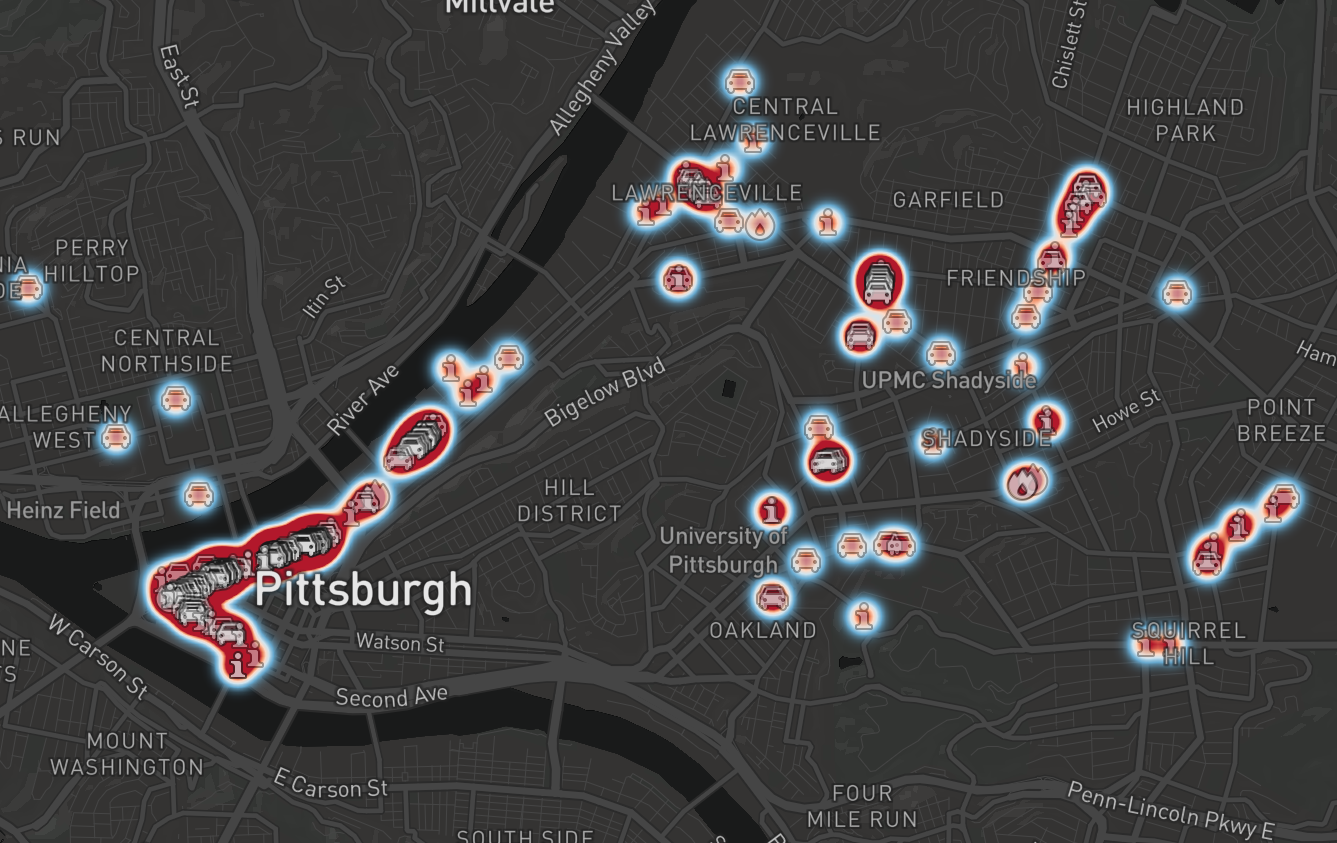 Millvale
East St
Allegheny Valley
Chislett St
CENTRAL
LAWRENCEVILLE
HIGHLAND
PARK
S RUN
LAWRENCEVILLE
GARFIELD
PERRY
HILLTOP
NIA
DE
FRIENDSHIP
Itin St
CENTRAL
NORTHSIDE
Ham
River Ave
Bigelow Blvd
UPMC Shadyside
Howe St
ALLEGHENY
WEST
SHADYSIDE
POINT
BREEZE
Heinz Field
HILL
DISTRICT
University of
Pittsburgh
Pittsburgh
W Carson St
Watson St
OAKLAND
SQUIRREL
HILL
NE
TS
Second Ave
MOUNT
WASHINGTON
E Carson St
FOUR
MILE RUN
Penn-Lincoln Pkwy E
SOUTH SIDE